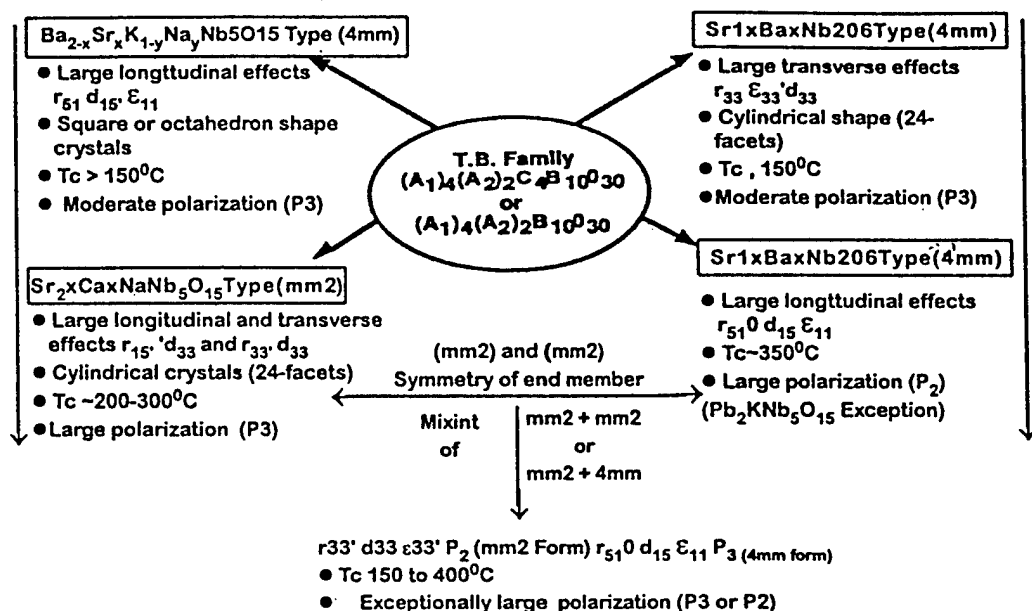 Ba2-xSrxK1-yNayNb5O15 Type (4mm)
● Large longttudinal effects
r51 d15, ε11
● Square or octahedron shape
crystals
● Tc > 150⁰C
● Moderate polarization (P3)
Sr1xBaxNb206Type(4mm)
● Large transverse effects
r33 ε33'd33
● Cylindrical shape (24-
facets)
● Tc , 150⁰C
● Moderate polarization (P3)
T.B. Family
(A1)4(A2)2C4B10O30
or
(A1)4(A2)2B10O30
Sr2xCaxNaNb5O15Type(mm2)
● Large longitudinal and transverse
effects r15, 'd33 and r33, d33
● Cylindrical crystals (24-facets)
● Tc ~200-300⁰C
● Large polarization (P3)
Sr1xBaxNb206Type(4mm)
● Large longttudinal effects
r510 d15 ε11
● Tc~350⁰C
● Large polarization (P2)
(Pb2KNb5O15 Exception)
(mm2) and (mm2)
Symmetry of end member
Mixint
of
mm2 + mm2
or
mm2 + 4mm
r33' d33 ε33' P2 (mm2 Form) r510 d15 ε11 P3 (4mm form)
● Tc 150 to 400⁰C
● Exceptionally large polarization (P3 or P2)